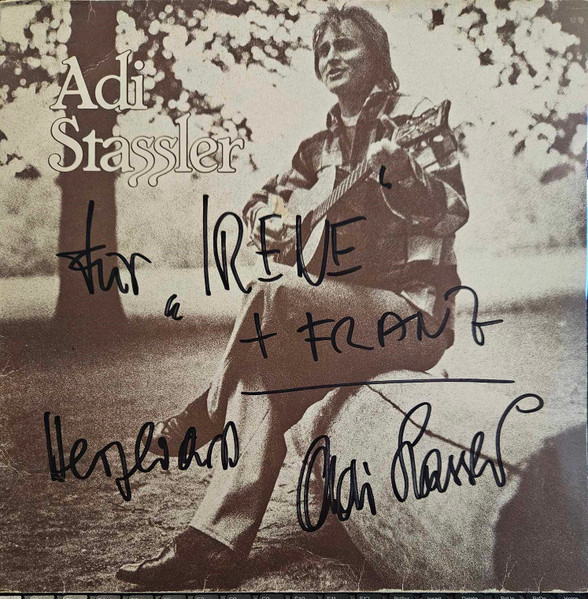 Adi
Stassler
für „IRENE“
+ FRANZ
Herzlichst
Adi Stassler